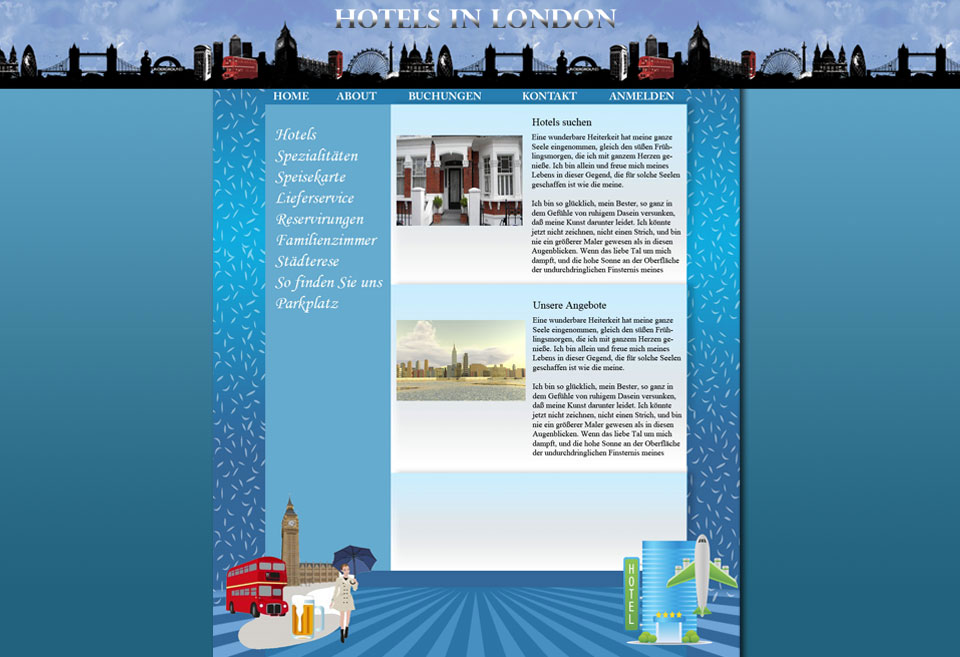 HOTELS IN LONDON
UNDERGROUND
UNDERGROUND
HOME ABOUT BUCHUNGEN KONTAKT ANMELDEN
Hotels
Spezialitäten
Speisekarte
Lieferservice
Reservirungen
Familienzimmer
Städterese
So finden Sie uns
Parkplatz
Hotels suchen
Eine wunderbare Heiterkeit hat meine ganze
Seele eingenommen, gleich den süßen Früh-
lingsmorgen, die ich mit ganzem Herzen ge-
nieße. Ich bin allein und freue mich meines
Lebens in dieser Gegend, die für solche Seelen
geschaffen ist wie die meine.
Ich bin so glücklich, mein Bester, so ganz in
dem Gefühle von ruhigem Dasein versunken,
daß meine Kunst darunter leidet. Ich könnte
jetzt nicht zeichnen, nicht einen Strich, und bin
nie ein größerer Maler gewesen als in diesen
Augenblicken. Wenn das liebe Tal um mich
dampft, und die hohe Sonne an der Oberfläche
der undurchdringlichen Finsternis meines
Unsere Angebote
Eine wunderbare Heiterkeit hat meine ganze
Seele eingenommen, gleich den süßen Früh-
lingsmorgen, die ich mit ganzem Herzen ge-
nieße. Ich bin allein und freue mich meines
Lebens in dieser Gegend, die für solche Seelen
geschaffen ist wie die meine.
Ich bin so glücklich, mein Bester, so ganz in
dem Gefühle von ruhigem Dasein versunken,
daß meine Kunst darunter leidet. Ich könnte
jetzt nicht zeichnen, nicht einen Strich, und bin
nie ein größerer Maler gewesen als in diesen
Augenblicken. Wenn das liebe Tal um mich
dampft, und die hohe Sonne an der Oberfläche
der undurchdringlichen Finsternis meines
HOTEL